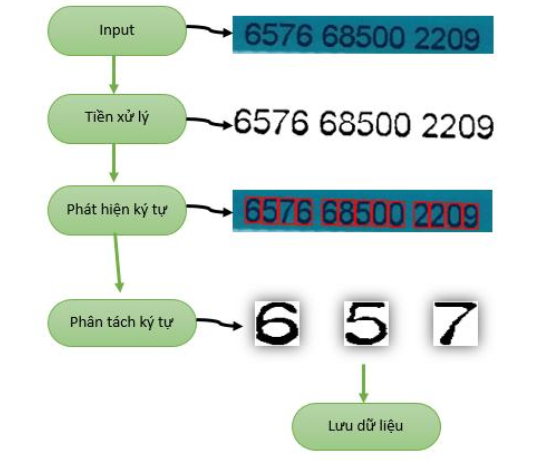 Input
6576 68500 2209
Tiền xử lý
6576 68500 2209
Phát hiện ký tự
6576 68500 2209
Phân tách ký tự
6 5 7
Lưu dữ liệu